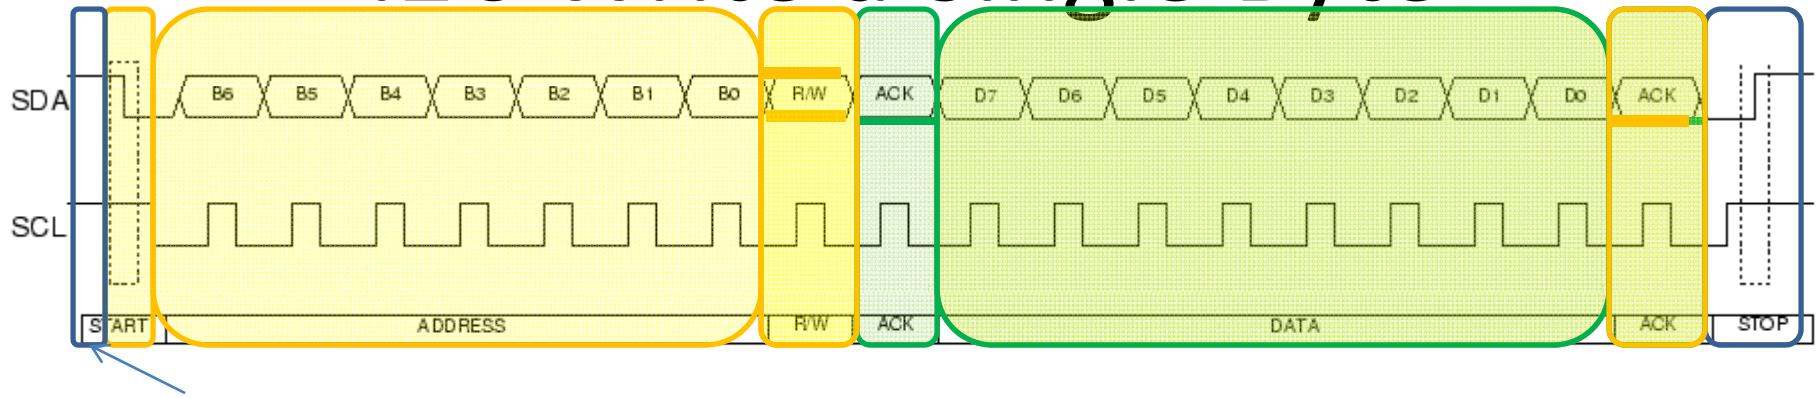 SDA B6 B5 B4 B3 B2 B1 B0 R/W ACK D7 D6 D5 D4 D3 D2 D1 D0 ACK
SCL
START ADDRESS R/W ACK DATA ACK STOP